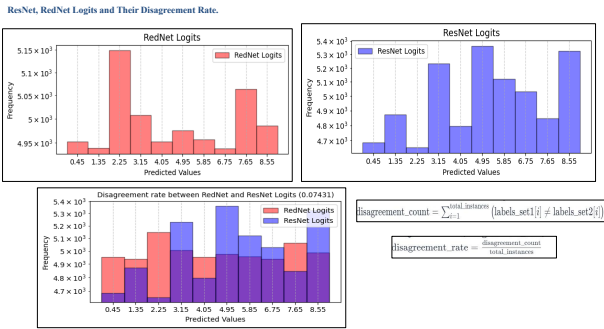 ResNet, RedNet Logits and Their Disagreement Rate.
RedNet Logits
5.15 × 10³
5.1 × 10³
5.05 × 10³
5 × 10³
4.95 × 10³
Frequency
RedNet Logits
0.45 1.35 2.25 3.15 4.05 4.95 5.85 6.75 7.65 8.55
Predicted Values
ResNet Logits
5.4 × 10³
5.3 × 10³
5.2 × 10³
5.1 × 10³
5 × 10³
4.9 × 10³
4.8 × 10³
4.7 × 10³
Frequency
ResNet Logits
0.45 1.35 2.25 3.15 4.05 4.95 5.85 6.75 7.65 8.55
Predicted Values
Disagreement rate between RedNet and ResNet Logits (0.07431)
5.4 × 10³
5.3 × 10³
5.2 × 10³
5.1 × 10³
5 × 10³
4.9 × 10³
4.8 × 10³
4.7 × 10³
Frequency
RedNet Logits
ResNet Logits
0.45 1.35 2.25 3.15 4.05 4.95 5.85 6.75 7.65 8.55
Predicted Values
disagreement_count = ∑_{i=1}^{total_instances} (labels_set1[i] ≠ labels_set2[i])
disagreement_rate = disagreement_count / total_instances